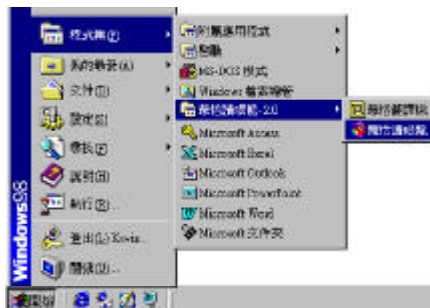 程式集(P)
我的最愛(A)
文件(D)
設定(S)
尋找(F)
說明(H)
執行(R)...
登出(L) Kevin...
關機(U)...
Windows98
開始
附屬應用程式
啟動
MS-DOS 模式
Windows 檔案總管
-2.0
Microsoft Access
Microsoft Excel
Microsoft Outlook
Microsoft PowerPoint
Microsoft Word
Microsoft 文件夾